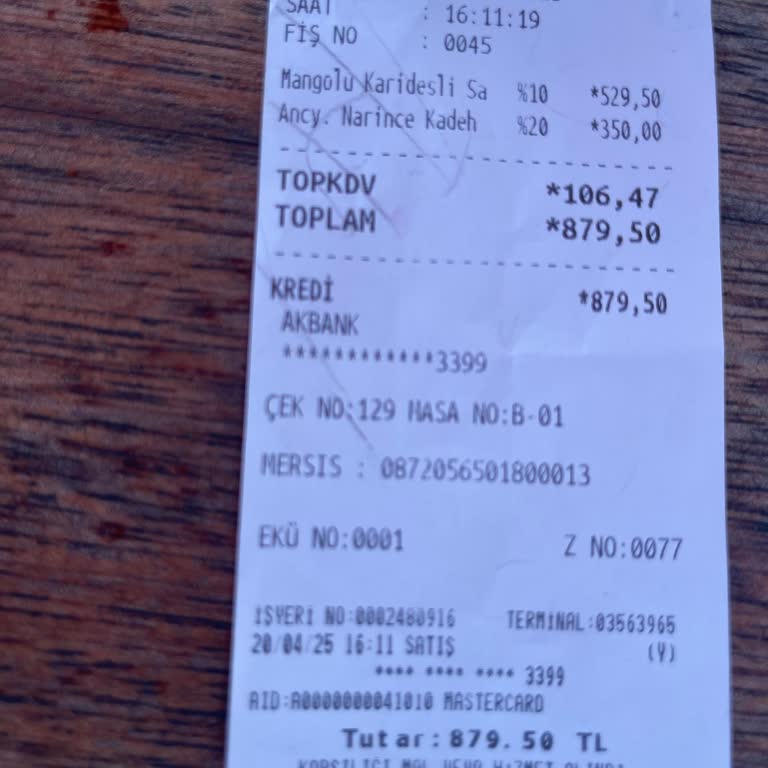 SAAT : 16:11:19
FİŞ NO : 0045
Mangolu Karidesli Sa %10 *529,50
Ancy. Narince Kadeh %20 *350,00
TOPKDV *106,47
TOPLAM *879,50
KREDİ *879,50
AKBANK
************3399
ÇEK NO:129 MASA NO:B-01
MERSIS : 0872056501800013
EKÜ NO:0001 Z NO:0077
İŞYERİ NO:0002480916 TERMİNAL:03563965
20/04/25 16:11 SATIŞ (Y)
**** **** **** 3399
AID:A0000000041010 MASTERCARD
Tutar:879.50 TL